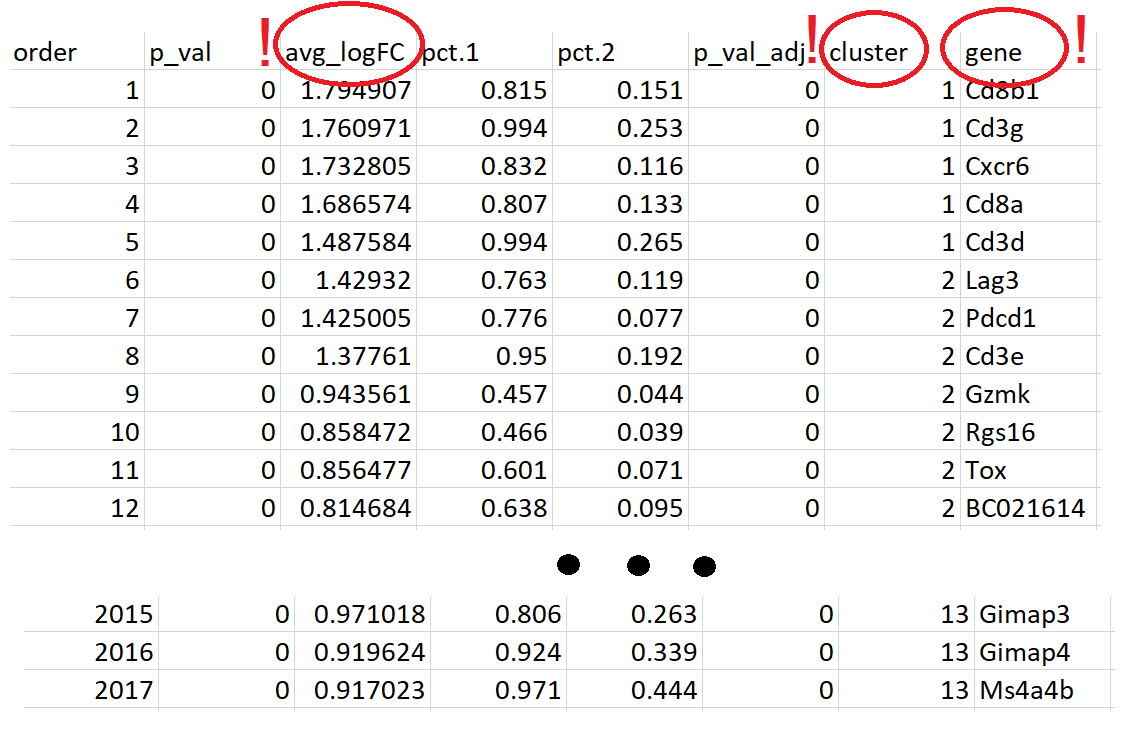 order p_val ! avg_logFC pct.1 pct.2 p_val_adj ! cluster gene !
1 0 1.794907 0.815 0.151 0 1 Cd8b1
2 0 1.760971 0.994 0.253 0 1 Cd3g
3 0 1.732805 0.832 0.116 0 1 Cxcr6
4 0 1.686574 0.807 0.133 0 1 Cd8a
5 0 1.487584 0.994 0.265 0 1 Cd3d
6 0 1.42932 0.763 0.119 0 2 Lag3
7 0 1.425005 0.776 0.077 0 2 Pdcd1
8 0 1.37761 0.95 0.192 0 2 Cd3e
9 0 0.943561 0.457 0.044 0 2 Gzmk
10 0 0.858472 0.466 0.039 0 2 Rgs16
11 0 0.856477 0.601 0.071 0 2 Tox
12 0 0.814684 0.638 0.095 0 2 BC021614
• • •
2015 0 0.971018 0.806 0.263 0 13 Gimap3
2016 0 0.919624 0.924 0.339 0 13 Gimap4
2017 0 0.917023 0.971 0.444 0 13 Ms4a4b